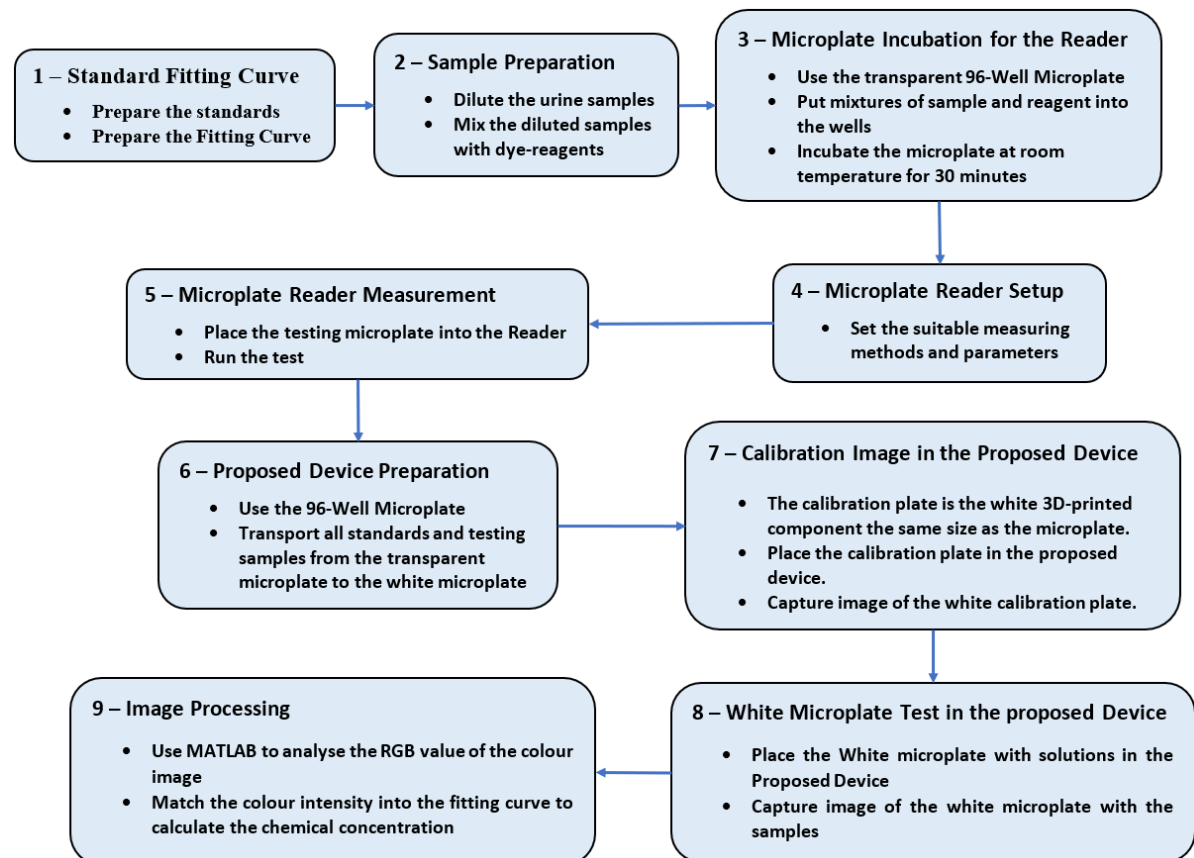 1 – Standard Fitting Curve
• Prepare the standards
• Prepare the Fitting Curve
2 – Sample Preparation
• Dilute the urine samples
• Mix the diluted samples
with dye-reagents
3 – Microplate Incubation for the Reader
• Use the transparent 96-Well Microplate
• Put mixtures of sample and reagent into
the wells
• Incubate the microplate at room
temperature for 30 minutes
4 – Microplate Reader Setup
• Set the suitable measuring
methods and parameters
5 – Microplate Reader Measurement
• Place the testing microplate into the Reader
• Run the test
6 – Proposed Device Preparation
• Use the 96-Well Microplate
• Transport all standards and testing
samples from the transparent
microplate to the white microplate
7 – Calibration Image in the Proposed Device
• The calibration plate is the white 3D-printed
component the same size as the microplate.
• Place the calibration plate in the proposed
device.
• Capture image of the white calibration plate.
8 – White Microplate Test in the proposed Device
• Place the White microplate with solutions in the
Proposed Device
• Capture image of the white microplate with the
samples
9 – Image Processing
• Use MATLAB to analyse the RGB value of the colour
image
• Match the colour intensity into the fitting curve to
calculate the chemical concentration